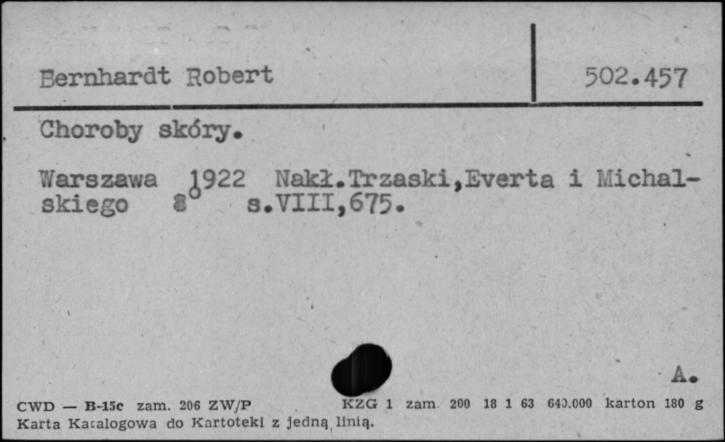 Bernhardt Robert 502.457
Choroby skóry.
Warszawa 1922 Nakł.Trzaski,Everta i Michal-
skiego 8° s.VIII,675.
A.
CWD — B-15c zam. 206 ZW/P KZG 1 zam. 200 18 1 63 640.000 karton 180 g
Karta Katalogowa do Kartoteki z jedną linią.